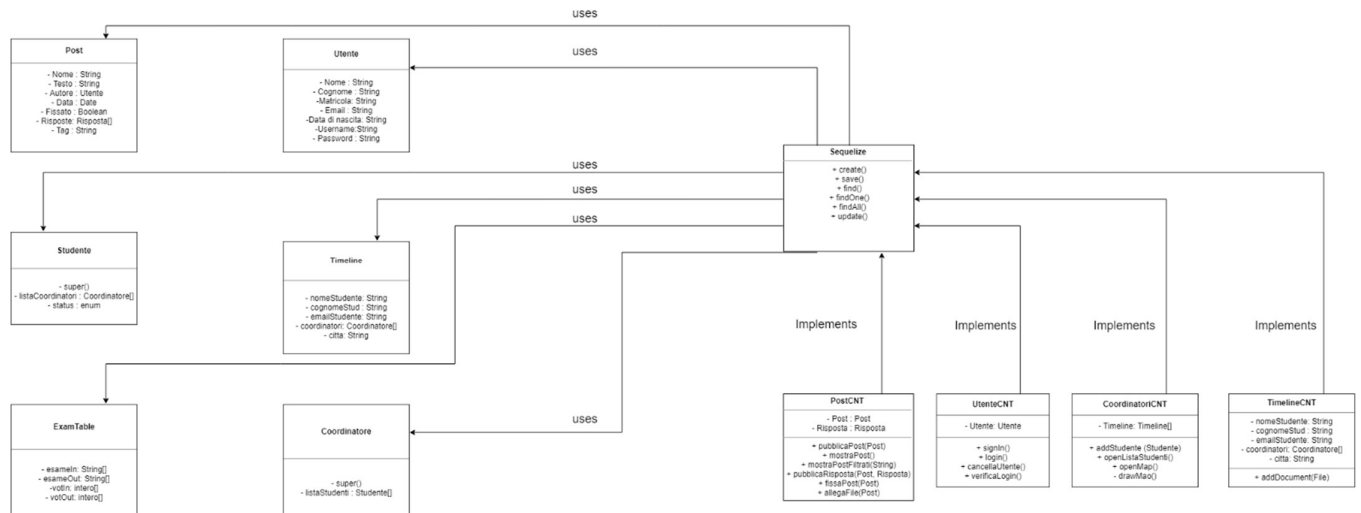 uses
Post
- Nome : String
- Testo : String
- Autore : Utente
- Data : Date
- Fissato : Boolean
- Risposte: Risposta[]
- Tag : String
Utente
- Nome : String
- Cognome : String
-Matricola: String
- Email : String
-Data di nascita: String
-Username:String
- Password : String
uses
Sequelize
+ create()
+ save()
+ find()
+ findOne()
+ findAll()
+ update()
uses
uses
uses
Studente
- super()
- listaCoordinatori : Coordinatore[]
- status : enum
Timeline
- nomeStudente: String
- cognomeStud : String
- emailStudente: String
- coordinatori: Coordinatore[]
- citta: String
Implements
Implements
Implements
Implements
ExamTable
- esameIn: String[]
- esameOut: String[]
- votIn: intero[]
- votOut: intero[]
Coordinatore
- super()
- listaStudenti : Studente[]
uses
PostCNT
- Post : Post
- Risposta : Risposta
+ pubblicaPost(Post)
+ mostraPost()
+ mostraPostFiltrati(String)
+ pubblicaRisposta(Post, Risposta)
+ fissaPost(Post)
+ allegaFile(Post)
UtenteCNT
- Utente: Utente
+ signIn()
+ login()
+ cancellaUtente()
+ verificaLogin()
CoordinatoriCNT
- Timeline: Timeline[]
+ addStudente (Studente)
+ openListaStudenti()
+ openMap()
- drawMao()
TimelineCNT
- nomeStudente: String
- cognomeStud : String
- emailStudente: String
- coordinatori: Coordinatore[]
- citta: String
+ addDocument(File)